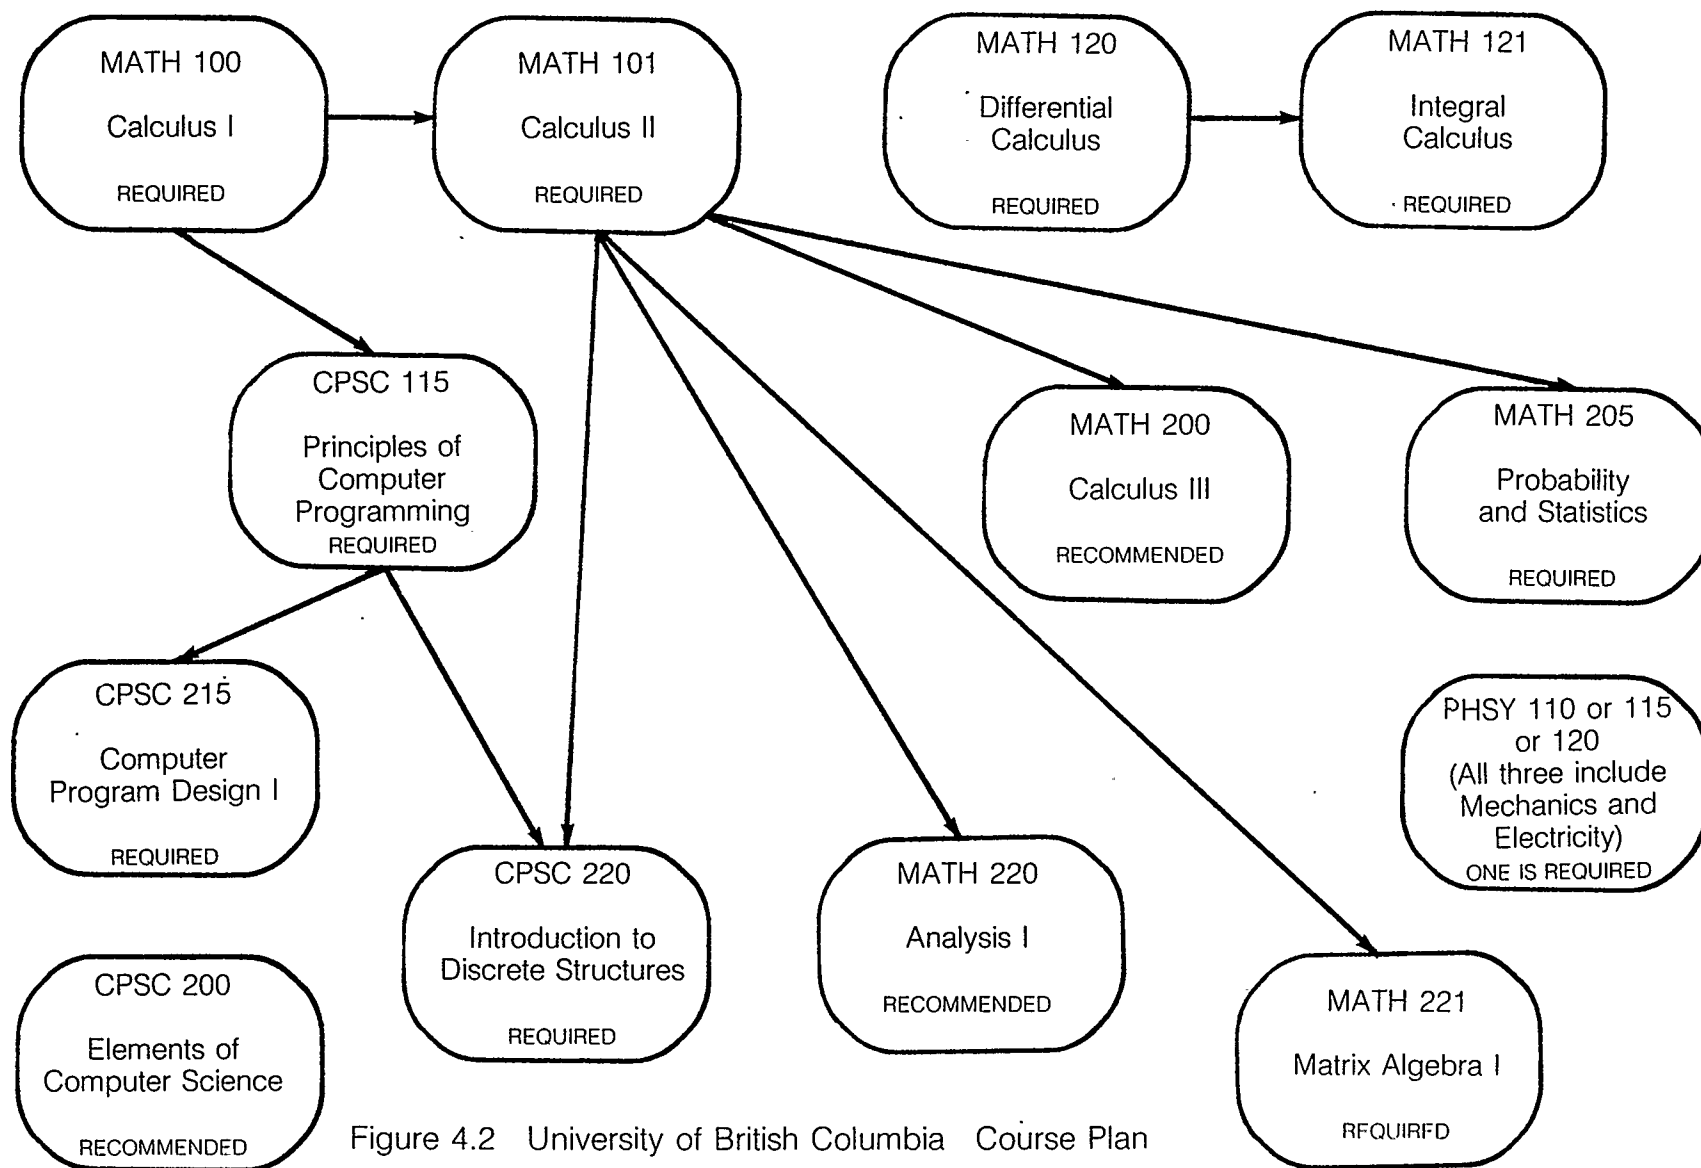 MATH 100
Calculus I
REQUIRED
MATH 101
Calculus II
REQUIRED
MATH 120
Differential
Calculus
REQUIRED
MATH 121
Integral
Calculus
REQUIRED
CPSC 115
Principles of
Computer
Programming
REQUIRED
MATH 200
Calculus III
RECOMMENDED
MATH 205
Probability
and Statistics
REQUIRED
CPSC 215
Computer
Program Design I
REQUIRED
CPSC 220
Introduction to
Discrete Structures
REQUIRED
MATH 220
Analysis I
RECOMMENDED
PHSY 110 or 115
or 120
(All three include
Mechanics and
Electricity)
ONE IS REQUIRED
CPSC 200
Elements of
Computer Science
RECOMMENDED
MATH 221
Matrix Algebra I
REQUIRED
Figure 4.2 University of British Columbia Course Plan